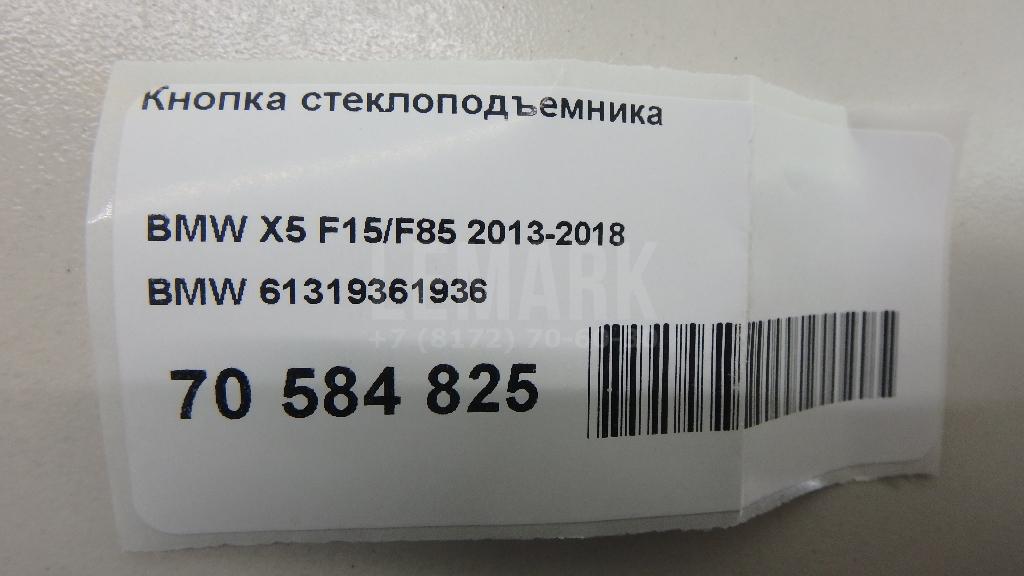 Кнопка стеклоподъемника
BMW X5 F15/F85 2013-2018
BMW 61319361936
LEMARK
70 584 825